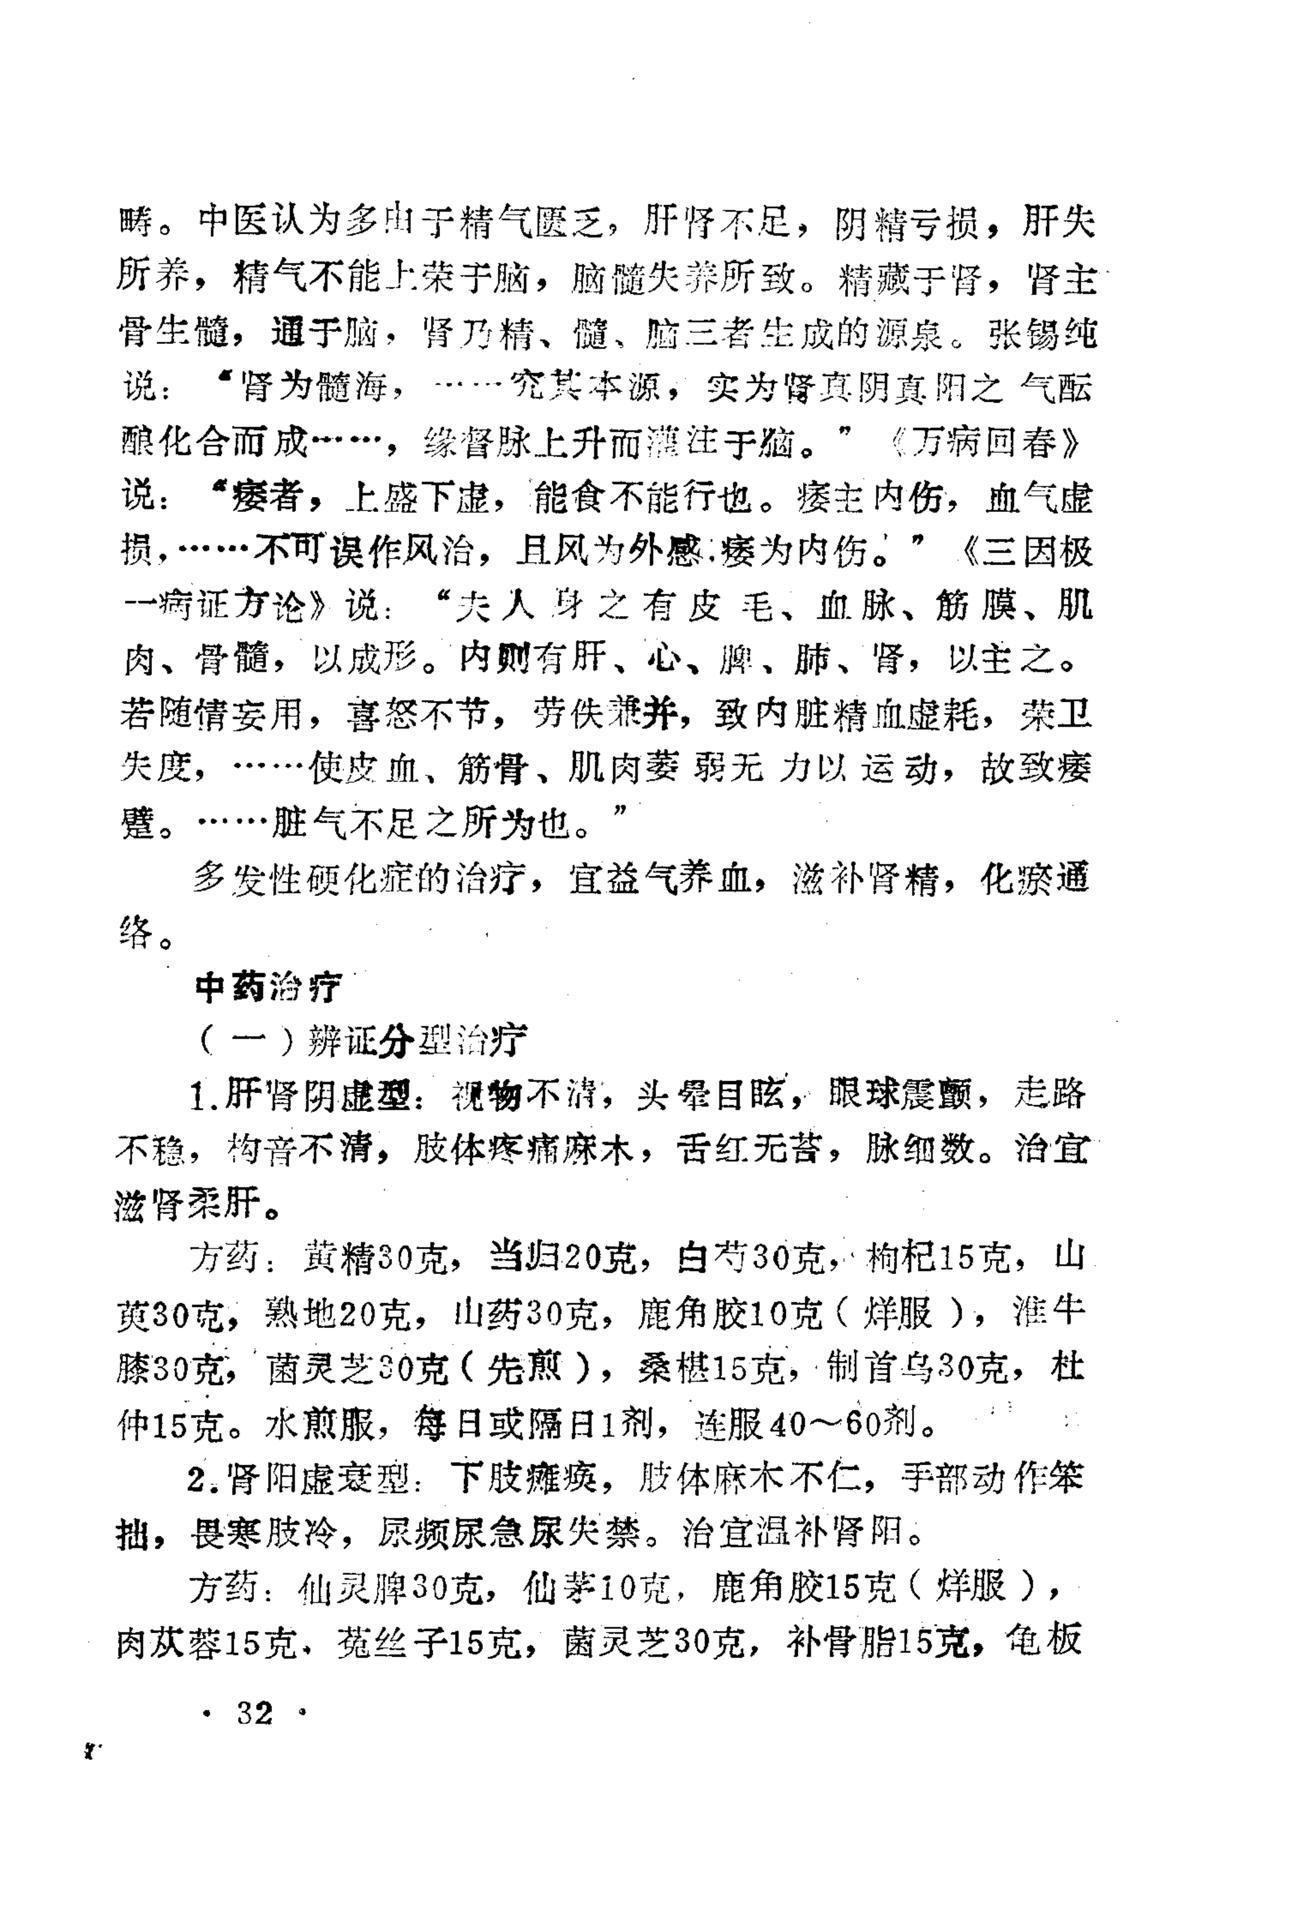 畴。中医认为多由于精气匮乏，肝肾不足，阴精亏损，肝失
所养，精气不能上荣于脑，脑髓失养所致。精藏于肾，肾主
骨生髓，通于脑，肾乃精、髓、脑三者生成的源泉。张锡纯
说：“肾为髓海，……究其本源，实为肾真阴真阳之气酝
酿化合而成……，缘督脉上升而灌注于脑。”《万病回春》
说：“痿者，上盛下虚，能食不能行也。痿主内伤，血气虚
损，……不可误作风治，且风为外感，痿为内伤。”《三因极
一病证方论》说：“夫人身之有皮毛、血脉、筋膜、肌
肉、骨髓，以成形。内则有肝、心、脾、肺、肾，以主之。
若随情妄用，喜怒不节，劳佚兼并，致内脏精血虚耗，荣卫
失度，……使皮血、筋骨、肌肉萎弱无力以运动，故致痿
躄。……脏气不足之所为也。”
多发性硬化症的治疗，宜益气养血，滋补肾精，化瘀通
络。
中药治疗
（一）辨证分型治疗
1.肝肾阴虚型：视物不清，头晕目眩，眼球震颤，走路
不稳，构音不清，肢体疼痛麻木，舌红无苔，脉细数。治宜
滋肾柔肝。
方药：黄精30克，当归20克，白芍30克，枸杞15克，山
萸30克，熟地20克，山药30克，鹿角胶10克（烊服），淮牛
膝30克，菌灵芝30克（先煎），桑椹15克，制首乌30克，杜
仲15克。水煎服，每日或隔日1剂，连服40～60剂。
2.肾阳虚衰型：下肢瘫痪，肢体麻木不仁，手部动作笨
拙，畏寒肢冷，尿频尿急尿失禁。治宜温补肾阳。
方药：仙灵脾30克，仙茅10克，鹿角胶15克（烊服），
肉苁蓉15克，菟丝子15克，菌灵芝30克，补骨脂15克，龟板
· 32 ·